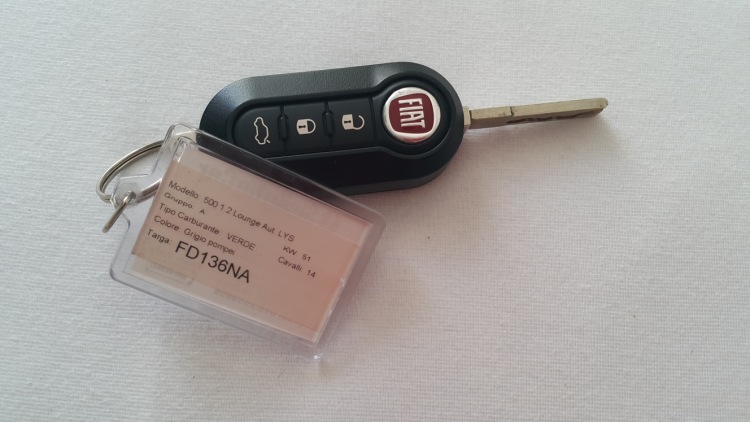 FIAT
Modello: 500 1.2 Lounge Aut. LYS
Gruppo: A
KW 51
Tipo Carburante: VERDE
Cavalli: 14
Colore: Grigio pompei
Targa: FD136NA